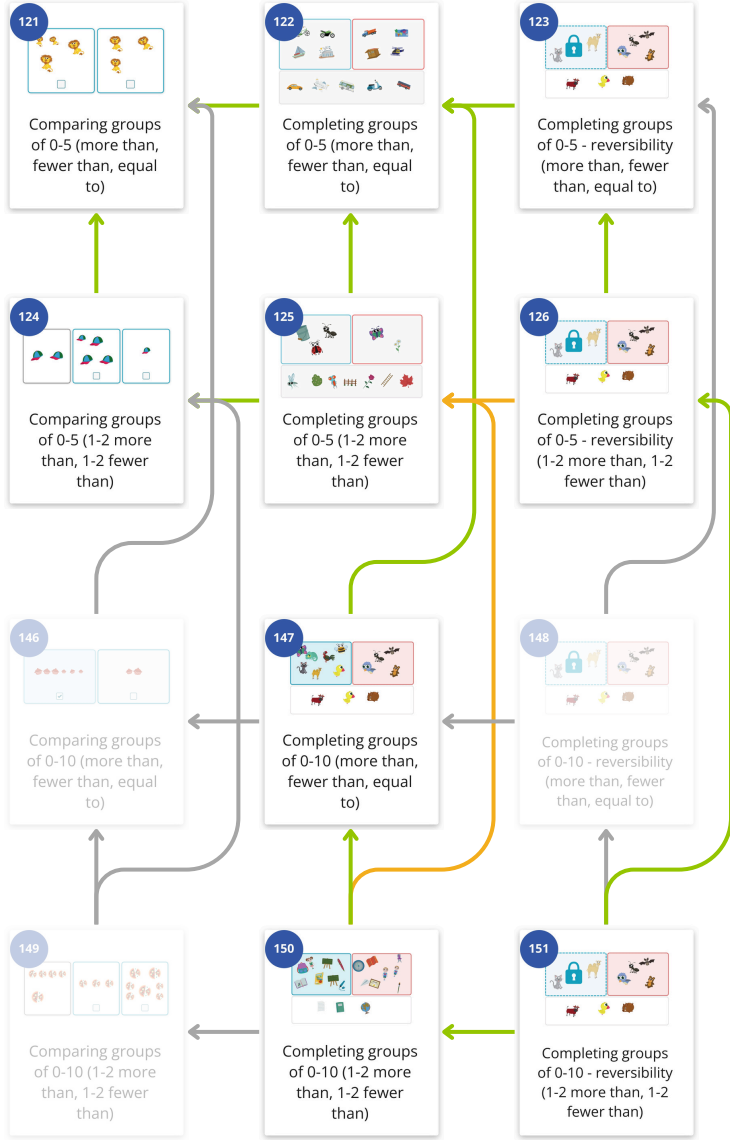 121
Comparing groups
of 0-5 (more than,
fewer than, equal
to)
122
Completing groups
of 0-5 (more than,
fewer than, equal
to)
123
Completing groups
of 0-5 - reversibility
(more than, fewer
than, equal to)
124
Comparing groups
of 0-5 (1-2 more
than, 1-2 fewer
than)
125
Completing groups
of 0-5 (1-2 more
than, 1-2 fewer
than)
126
Completing groups
of 0-5 - reversibility
(1-2 more than, 1-2
fewer than)
146
Comparing groups
of 0-10 (more than,
fewer than, equal
to)
147
Completing groups
of 0-10 (more than,
fewer than, equal
to)
148
Completing groups
of 0-10 - reversibility
(more than, fewer
than, equal to)
149
Comparing groups
of 0-10 (1-2 more
than, 1-2 fewer
than)
150
Completing groups
of 0-10 (1-2 more
than, 1-2 fewer
than)
151
Completing groups
of 0-10 - reversibility
(1-2 more than, 1-2
fewer than)